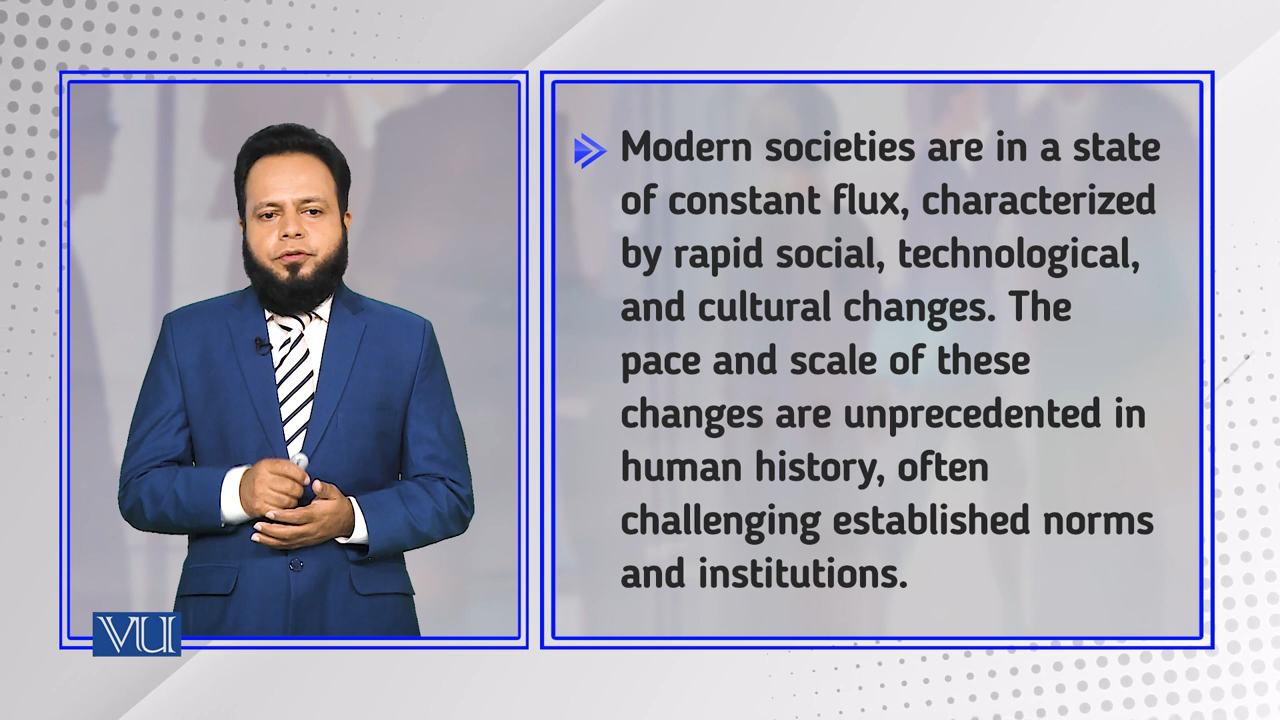 Modern societies are in a state
of constant flux, characterized
by rapid social, technological,
and cultural changes. The
pace and scale of these
changes are unprecedented in
human history, often
challenging established norms
and institutions.
VU